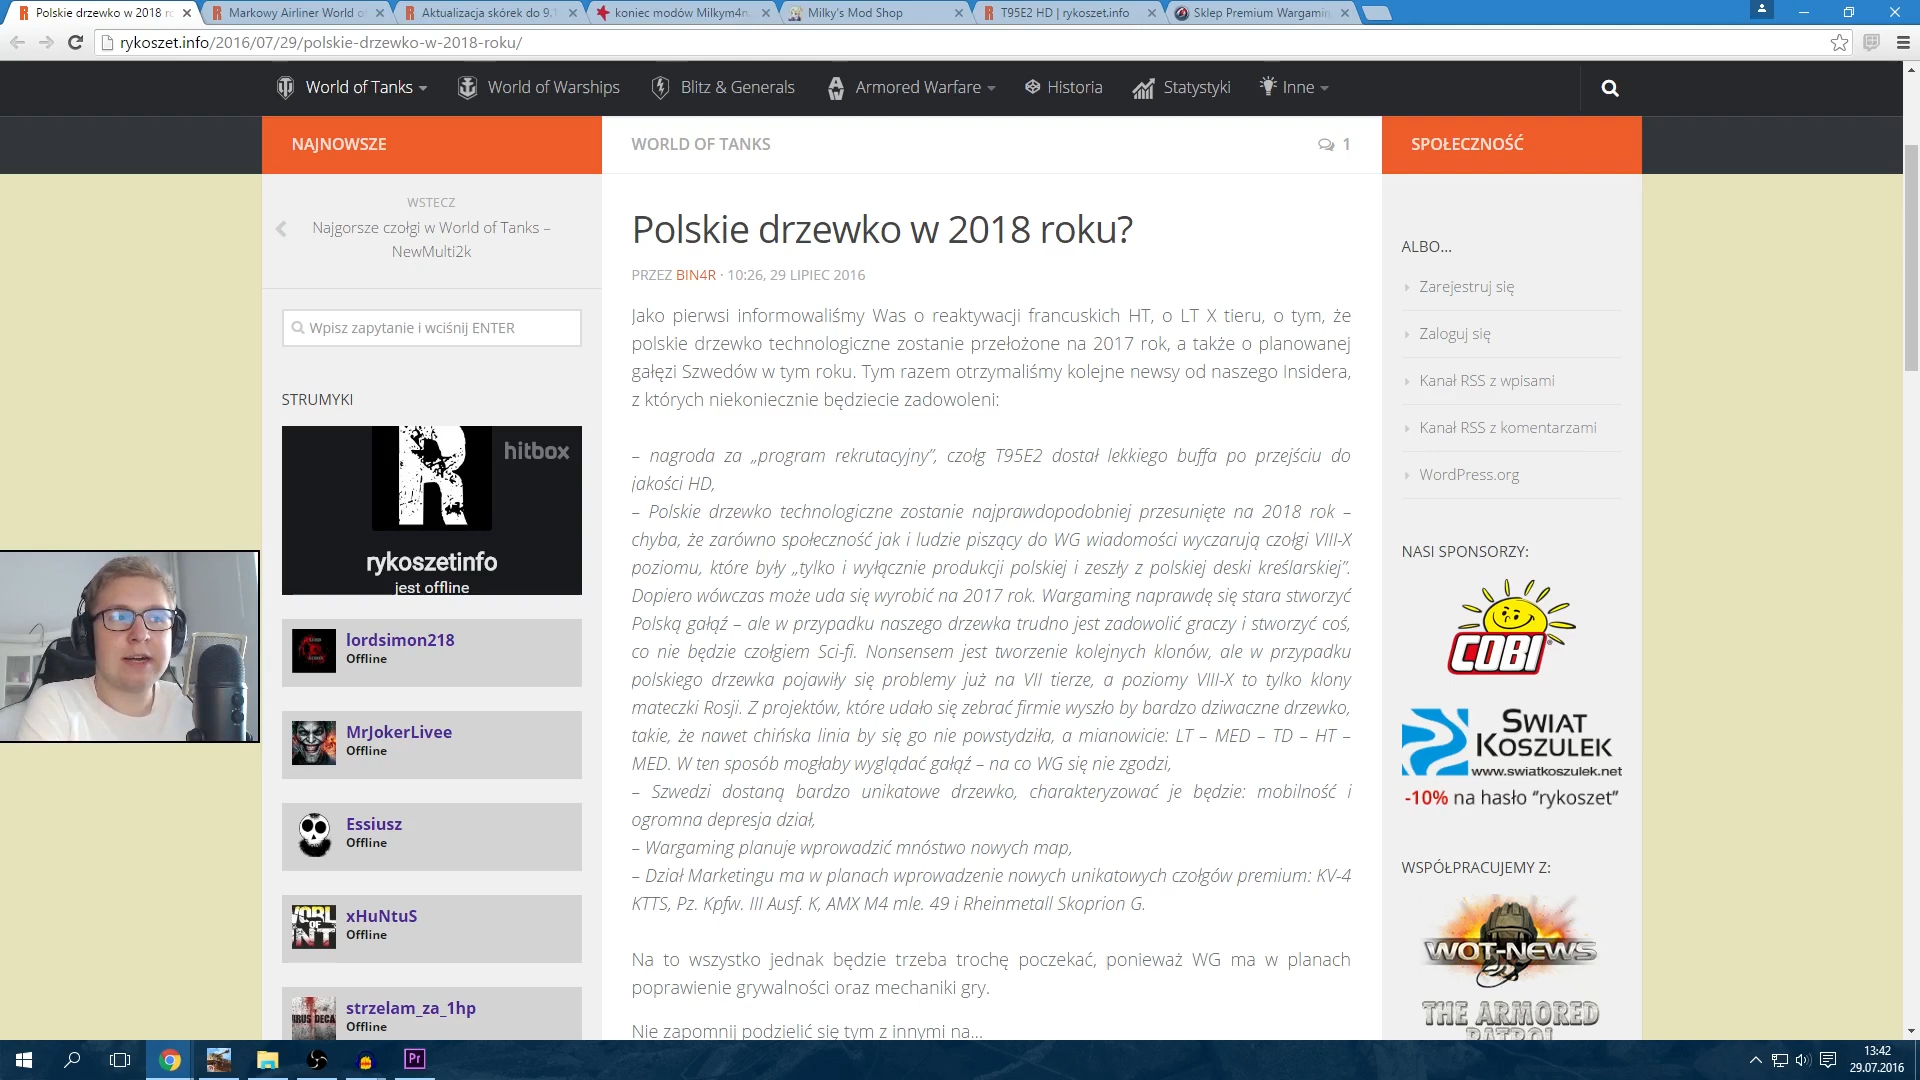 Polskie drzewko w 2018 r
Markowy Airliner World o
Aktualizacja skórek do 9.1
koniec modów Milkym4n
Milky's Mod Shop
T95E2 HD | rykoszet.info
Sklep Premium Wargamin
rykoszet.info/2016/07/29/polskie-drzewko-w-2018-roku/
World of Tanks
World of Warships
Blitz & Generals
Armored Warfare
Historia
Statystyki
Inne
NAJNOWSZE
WORLD OF TANKS
1
SPOŁECZNOŚĆ
WSTECZ
Najgorsze czołgi w World of Tanks –
NewMulti2k
Wpisz zapytanie i wciśnij ENTER
STRUMYKI
hitbox
R
rykoszetinfo
jest offline
lordsimon218
Offline
MrJokerLivee
Offline
Essiusz
Offline
xHuNtuS
Offline
strzelam_za_1hp
Offline
Polskie drzewko w 2018 roku?
PRZEZ BIN4R · 10:26, 29 LIPIEC 2016
Jako pierwsi informowaliśmy Was o reaktywacji francuskich HT, o LT X tieru, o tym, że
polskie drzewko technologiczne zostanie przełożone na 2017 rok, a także o planowanej
gałęzi Szwedów w tym roku. Tym razem otrzymaliśmy kolejne newsy od naszego Insidera,
z których niekoniecznie będziecie zadowoleni:
– nagroda za „program rekrutacyjny”, czołg T95E2 dostał lekkiego buffa po przejściu do
jakości HD,
– Polskie drzewko technologiczne zostanie najprawdopodobniej przesunięte na 2018 rok –
chyba, że zarówno społeczność jak i ludzie piszący do WG wiadomości wyczarują czołgi VIII-X
poziomu, które były „tylko i wyłącznie produkcji polskiej i zeszły z polskiej deski kreślarskiej”.
Dopiero wówczas może uda się wyrobić na 2017 rok. Wargaming naprawdę się stara stworzyć
Polską gałąź – ale w przypadku naszego drzewka trudno jest zadowolić graczy i stworzyć coś,
co nie będzie czołgiem Sci-fi. Nonsensem jest tworzenie kolejnych klonów, ale w przypadku
polskiego drzewka pojawiły się problemy już na VII tierze, a poziomy VIII-X to tylko klony
mateczki Rosji. Z projektów, które udało się zebrać firmie wyszło by bardzo dziwaczne drzewko,
takie, że nawet chińska linia by się go nie powstydziła, a mianowicie: LT – MED – TD – HT –
MED. W ten sposób mogłaby wyglądać gałąź – na co WG się nie zgodzi,
– Szwedzi dostaną bardzo unikatowe drzewko, charakteryzować je będzie: mobilność i
ogromna depresja dział,
– Wargaming planuje wprowadzić mnóstwo nowych map,
– Dział Marketingu ma w planach wprowadzenie nowych unikatowych czołgów premium: KV-4
KTTS, Pz. Kpfw. III Ausf. K, AMX M4 mle. 49 i Rheinmetall Skoprion G.
Na to wszystko jednak będzie trzeba trochę poczekać, ponieważ WG ma w planach
poprawienie grywalności oraz mechaniki gry.
Nie zapomnij podzielić się tym z innymi na...
ALBO...
Zarejestruj się
Zaloguj się
Kanał RSS z wpisami
Kanał RSS z komentarzami
WordPress.org
NASI SPONSORZY:
COBI
ŚWIAT
KOSZULEK
www.swiatkoszulek.net
-10% na hasło “rykoszet”
WSPÓŁPRACUJEMY Z:
WOT-NEWS
THE ARMORED
PATROL
Pr
13:42
29.07.2016